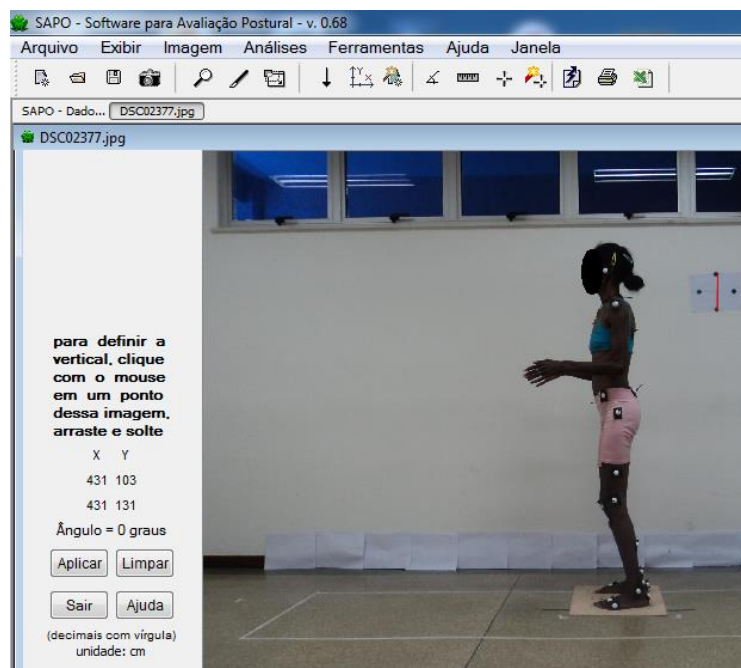 SAPO - Software para Avaliação Postural - v. 0.68
Arquivo Exibir Imagem Análises Ferramentas Ajuda Janela
SAPO - Dado... DSC02377.jpg
DSC02377.jpg
para definir a
vertical, clique
com o mouse
em um ponto
dessa imagem,
arraste e solte
X Y
431 103
431 131
Ângulo = 0 graus
Aplicar Limpar
Sair Ajuda
(decimais com vírgula)
unidade: cm